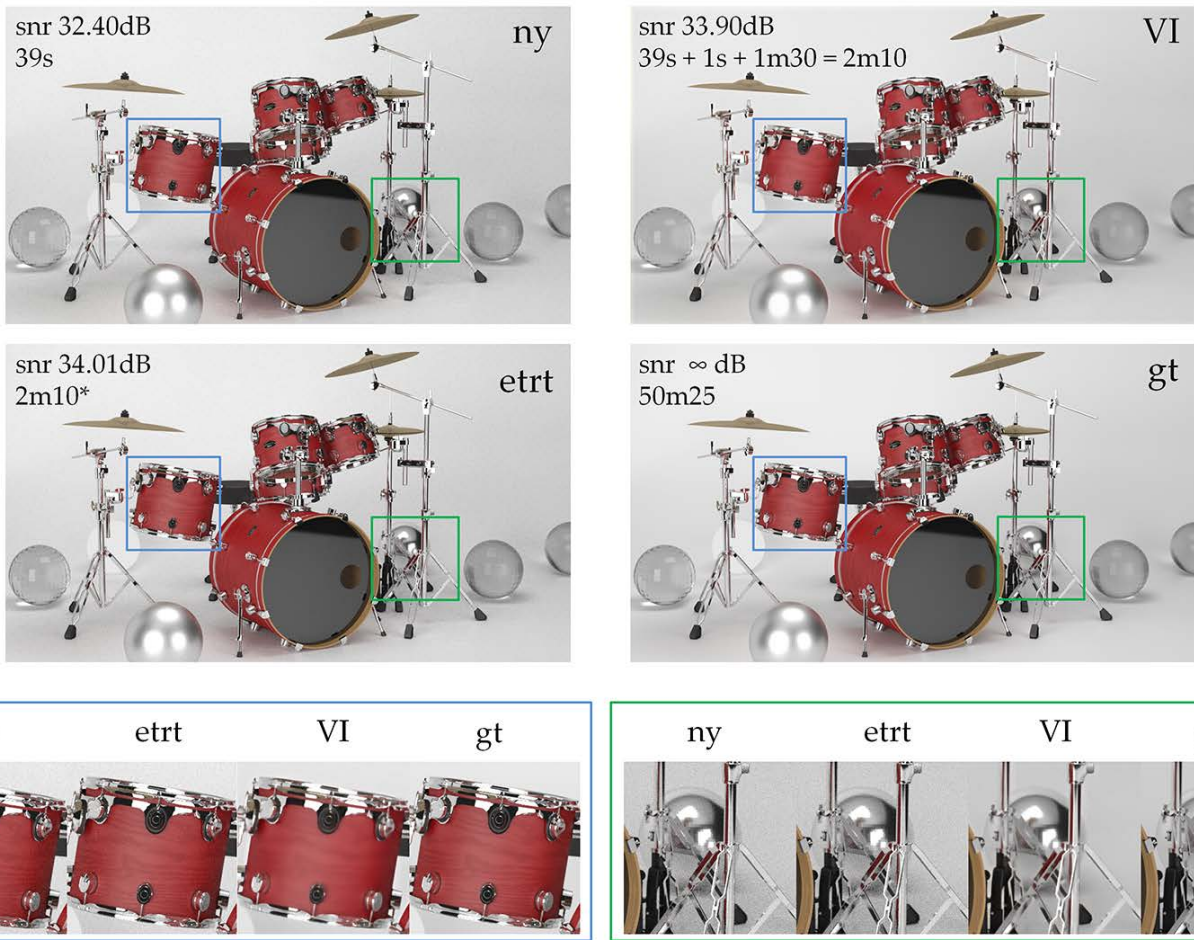 snr 32.40dB
39s
ny
snr 33.90dB
39s + 1s + 1m30 = 2m10
VI
snr 34.01dB
2m10*
etrt
snr ∞ dB
50m25
gt
etrt VI gt
ny etrt VI